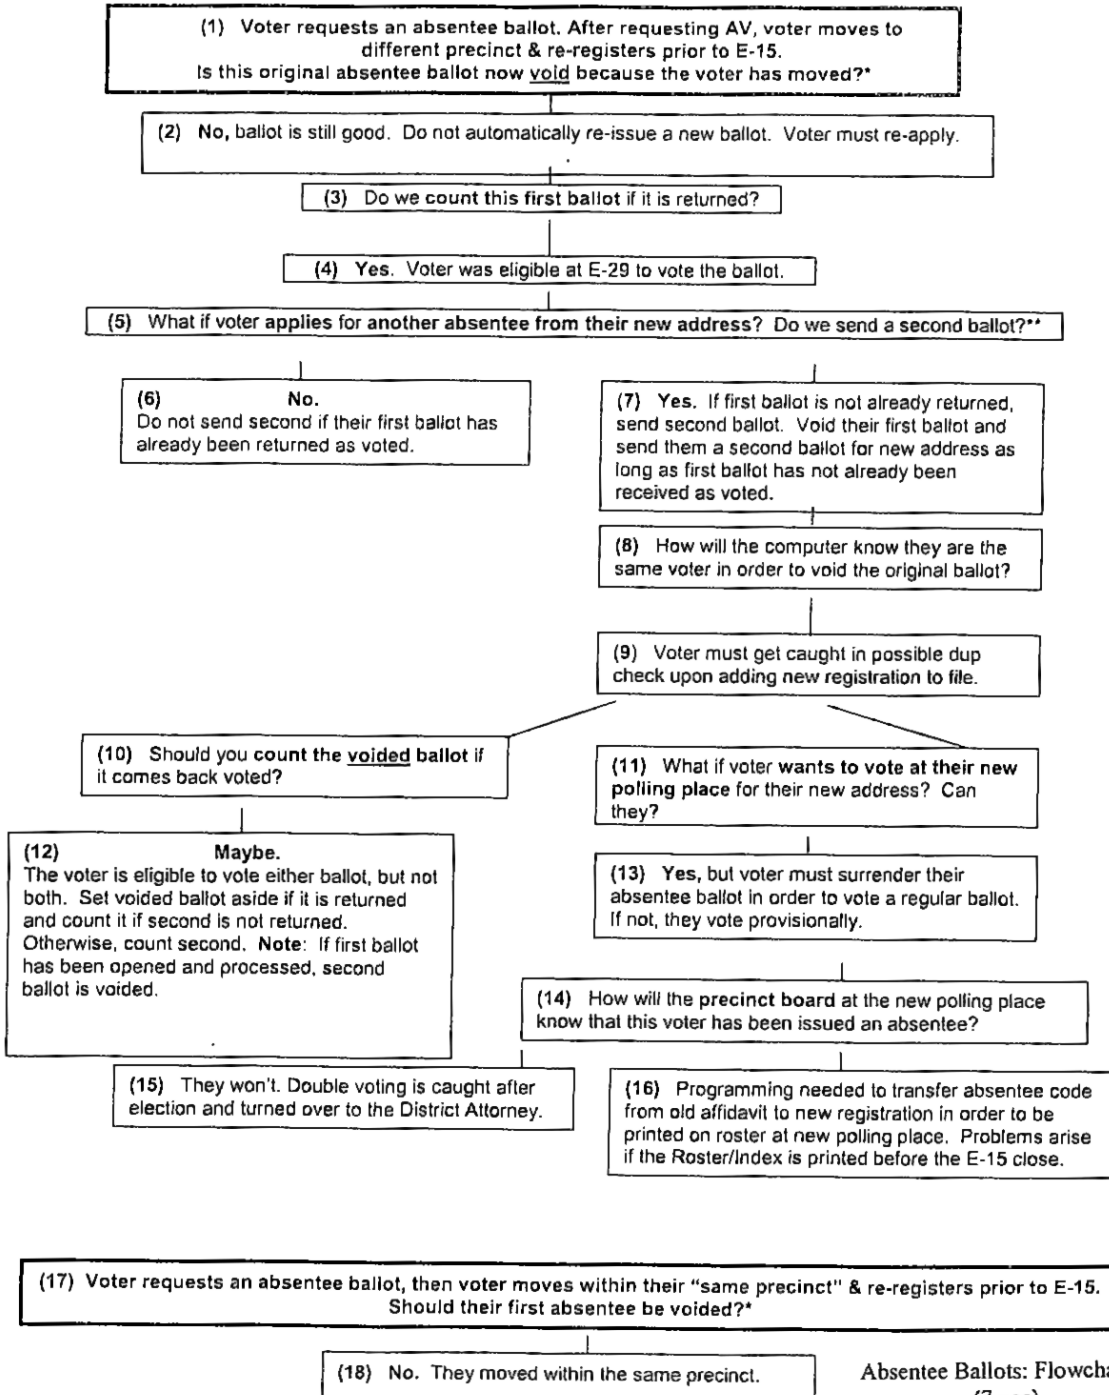 (1) Voter requests an absentee ballot. After requesting AV, voter moves to
different precinct & re-registers prior to E-15.
Is this original absentee ballot now void because the voter has moved?*
(2) No, ballot is still good. Do not automatically re-issue a new ballot. Voter must re-apply.
(3) Do we count this first ballot if it is returned?
(4) Yes. Voter was eligible at E-29 to vote the ballot.
(5) What if voter applies for another absentee from their new address? Do we send a second ballot?**
(6) No.
Do not send second if their first ballot has
already been returned as voted.
(7) Yes. If first ballot is not already returned,
send second ballot. Void their first ballot and
send them a second ballot for new address as
long as first ballot has not already been
received as voted.
(8) How will the computer know they are the
same voter in order to void the original ballot?
(9) Voter must get caught in possible dup
check upon adding new registration to file.
(10) Should you count the voided ballot if
it comes back voted?
(11) What if voter wants to vote at their new
polling place for their new address? Can
they?
(12) Maybe.
The voter is eligible to vote either ballot, but not
both. Set voided ballot aside if it is returned
and count it if second is not returned.
Otherwise, count second. Note: If first ballot
has been opened and processed, second
ballot is voided.
(13) Yes, but voter must surrender their
absentee ballot in order to vote a regular ballot.
If not, they vote provisionally.
(14) How will the precinct board at the new polling place
know that this voter has been issued an absentee?
(15) They won't. Double voting is caught after
election and turned over to the District Attorney.
(16) Programming needed to transfer absentee code
from old affidavit to new registration in order to be
printed on roster at new polling place. Problems arise
if the Roster/Index is printed before the E-15 close.
(17) Voter requests an absentee ballot, then voter moves within their "same precinct" & re-registers prior to E-15.
Should their first absentee be voided?*
(18) No. They moved within the same precinct.
Absentee Ballots: Flowcha